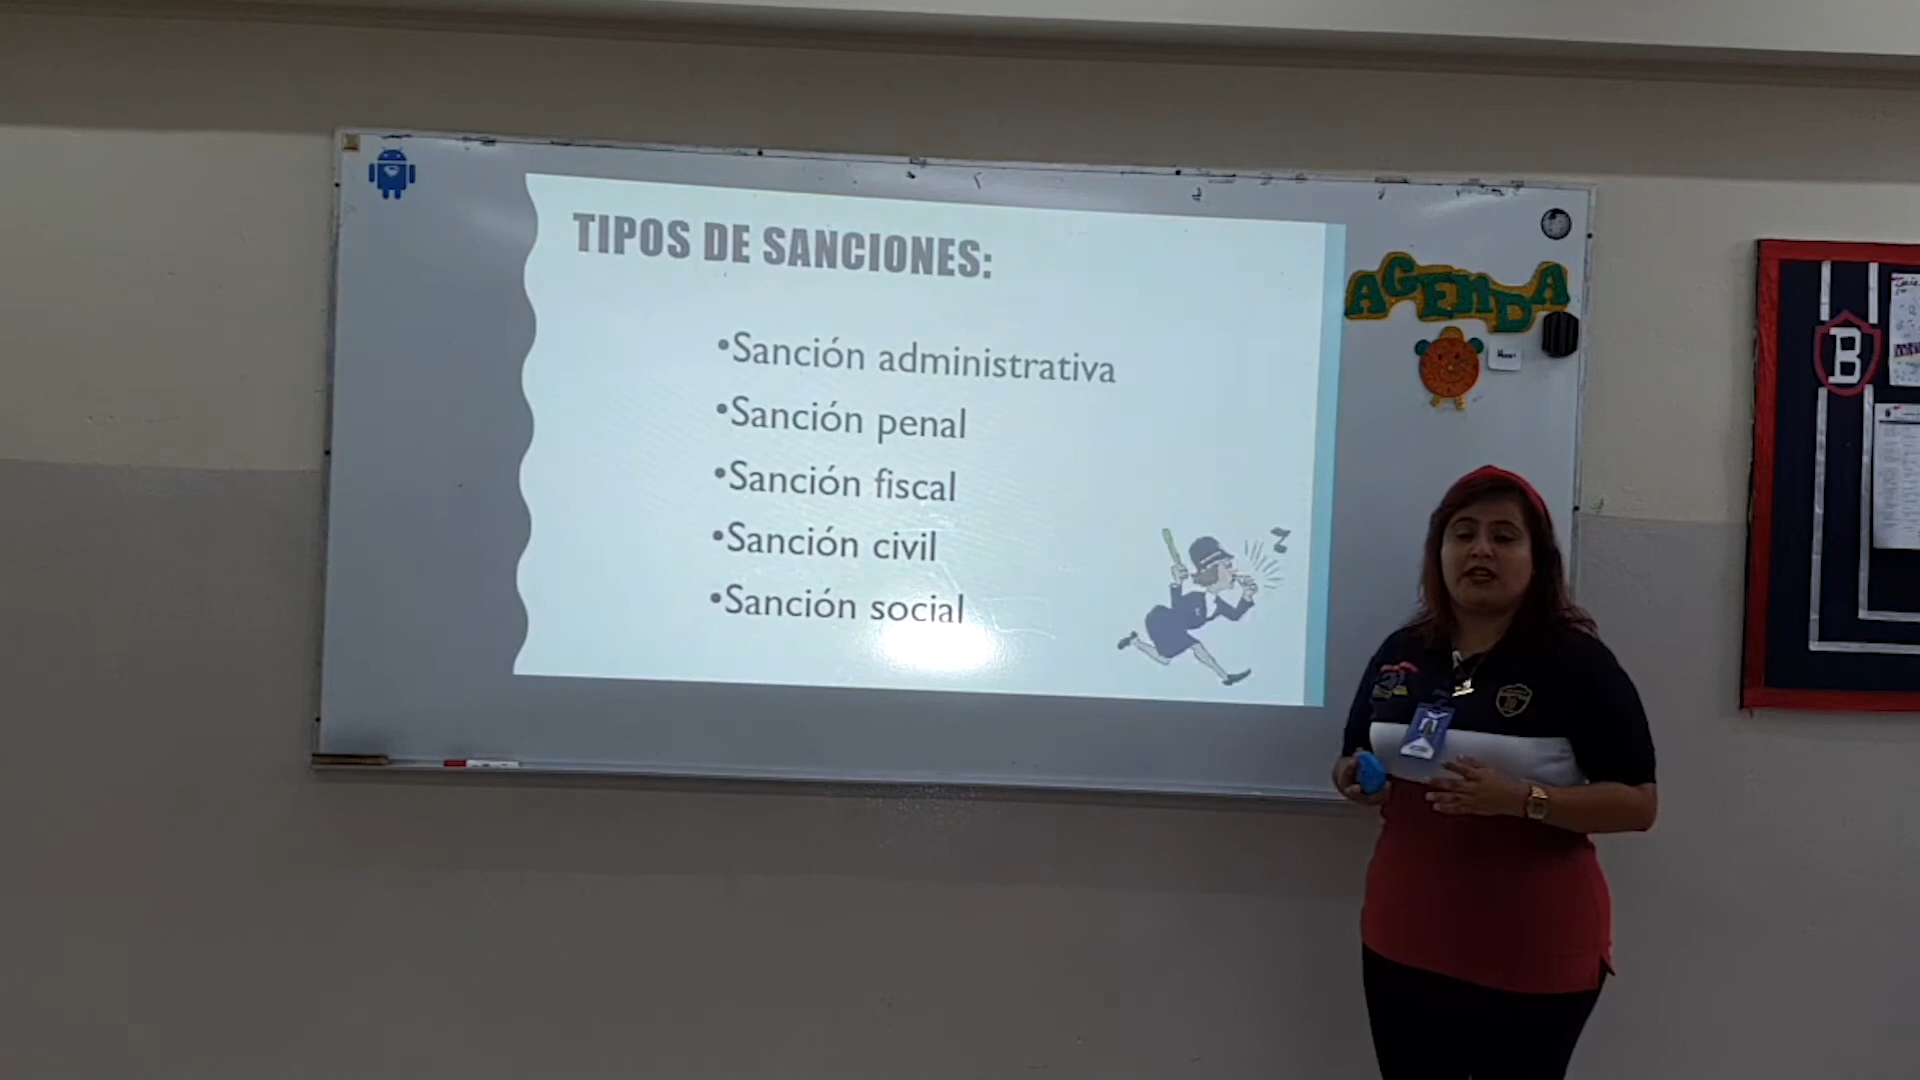 TIPOS DE SANCIONES:
•Sanción administrativa
•Sanción penal
•Sanción fiscal
•Sanción civil
•Sanción social
AGENDA
B